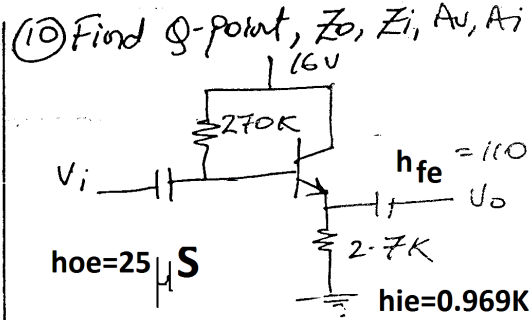 (10) Find Q-point, Zo, Zi, Av, Ai
16V
270K
Vi
hfe =110
Vo
2.7K
hoe=25μS
hie=0.969K